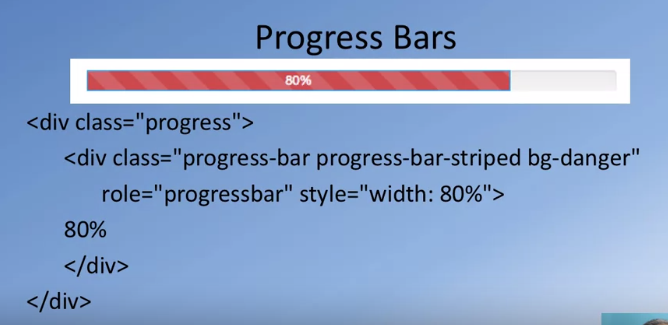 Progress Bars
80%
<div class="progress">
<div class="progress-bar progress-bar-striped bg-danger"
role="progressbar" style="width: 80%">
80%
</div>
</div>